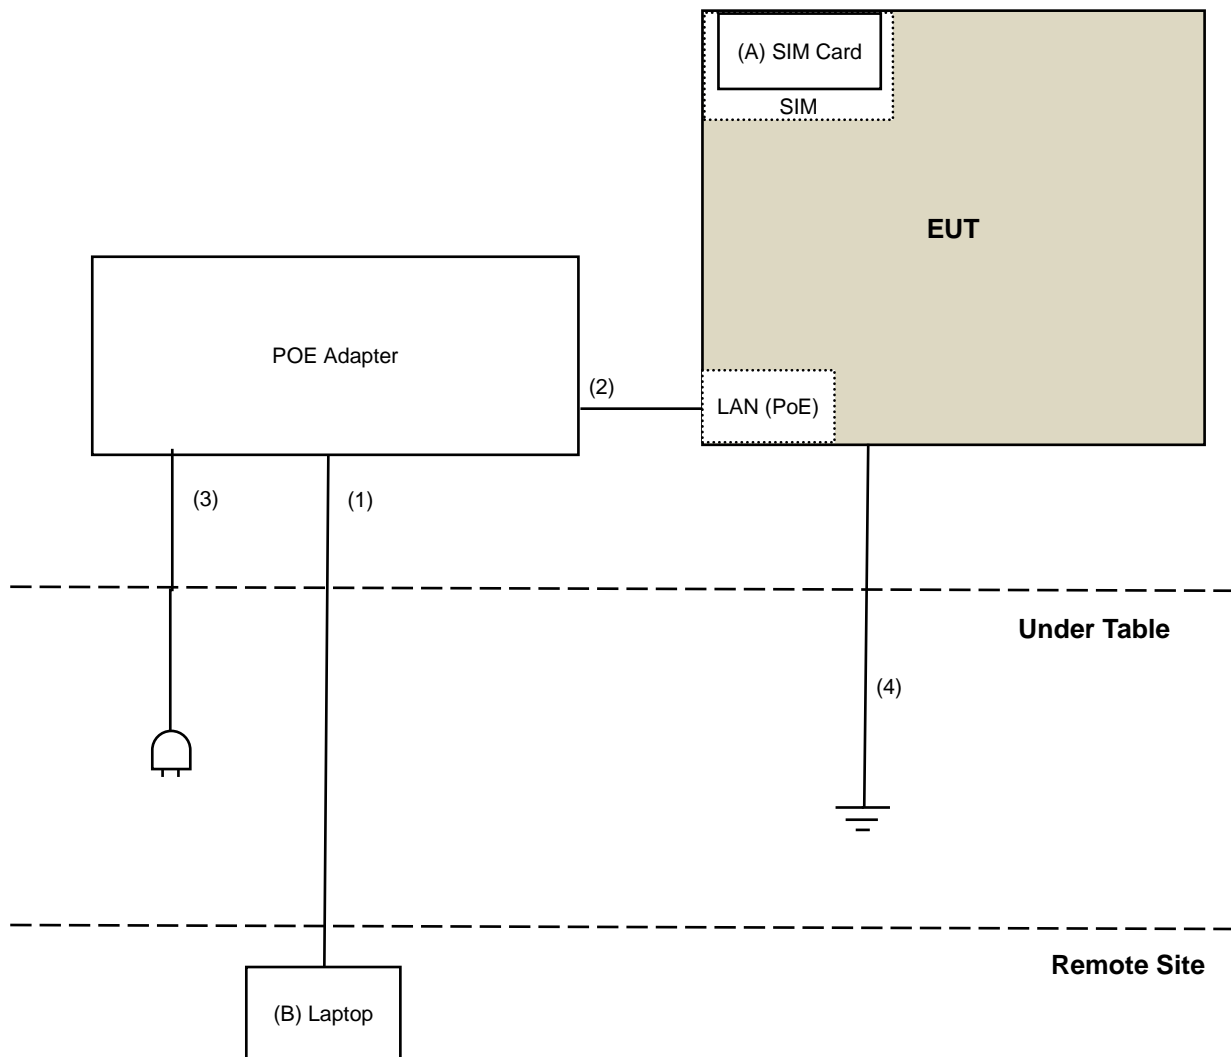 (A) SIM Card
SIM
EUT
POE Adapter
(2)
LAN (PoE)
(3)
(1)
Under Table
(4)
Remote Site
(B) Laptop